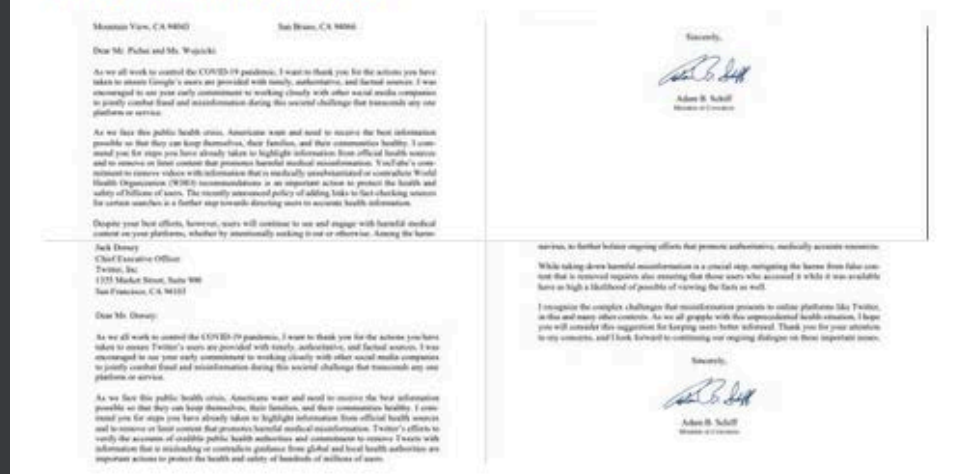 Mountain View, CA 94043
San Bruno, CA 94066
Dear Mr. Pichai and Ms. Wojcicki:
As we all work to control the COVID-19 pandemic, I want to thank you for the actions you have
taken to ensure Google's users are provided with timely, authoritative, and factual sources. I was
encouraged to see your early commitment to working closely with other social media companies
to jointly combat fraud and misinformation during this societal challenge that transcends any one
platform or service.
As we face this public health crisis, Americans want and need to receive the best information
possible so that they can keep themselves, their families, and their communities healthy. I com-
mend you for steps you have already taken to highlight information from official health sources
and to remove or limit content that promotes harmful medical misinformation. YouTube's com-
mitment to remove videos with information that is medically unsubstantiated or contradicts World
Health Organization (WHO) recommendations is an important action to protect the health and
safety of billions of users. The recently announced policy of adding links to fact-checking sources
for certain searches is a further step towards directing users to accurate health information.
Despite your best efforts, however, users will continue to see and engage with harmful medical
content on your platforms, whether by intentionally seeking it out or otherwise. Among the harm-
Sincerely,
Adam B. Schiff
Member of Congress
Jack Dorsey
Chief Executive Officer
Twitter, Inc
1355 Market Street, Suite 900
San Francisco, CA 94103
Dear Mr. Dorsey:
As we all work to control the COVID-19 pandemic, I want to thank you for the actions you have
taken to ensure Twitter's users are provided with timely, authoritative, and factual sources. I was
encouraged to see your early commitment to working closely with other social media companies
to jointly combat fraud and misinformation during this societal challenge that transcends any one
platform or service.
As we face this public health crisis, Americans want and need to receive the best information
possible so that they can keep themselves, their families, and their communities healthy. I com-
mend you for steps you have already taken to highlight information from official health sources
and to remove or limit content that promotes harmful medical misinformation. Twitter's efforts to
verify the accounts of credible public health authorities and commitment to remove Tweets with
information that is misleading or contradicts guidance from global and local health authorities are
important actions to protect the health and safety of hundreds of millions of users.
navirus, to further bolster ongoing efforts that promote authoritative, medically accurate resources.
While taking down harmful misinformation is a crucial step, mitigating the harms from false con-
tent that is removed requires also ensuring that those users who accessed it while it was available
have as high a likelihood of possible of viewing the facts as well.
I recognize the complex challenges that misinformation presents to online platforms like Twitter,
in this and many other contexts. As we all grapple with this unprecedented health situation, I hope
you will consider this suggestion for keeping users better informed. Thank you for your attention
to my concerns, and I look forward to continuing our ongoing dialogue on these important issues.
Sincerely,
Adam B. Schiff
Member of Congress